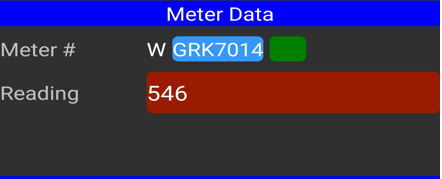 Meter Data
Meter # W GRK7014
Reading 546